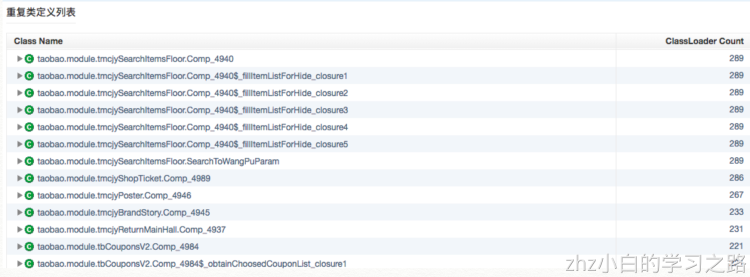 重复类定义列表
Class Name ClassLoader Count
taobao.module.tmcjySearchItemsFloor.Comp_4940 289
taobao.module.tmcjySearchItemsFloor.Comp_4940$_fillItemListForHide_closure1 289
taobao.module.tmcjySearchItemsFloor.Comp_4940$_fillItemListForHide_closure2 289
taobao.module.tmcjySearchItemsFloor.Comp_4940$_fillItemListForHide_closure3 289
taobao.module.tmcjySearchItemsFloor.Comp_4940$_fillItemListForHide_closure4 289
taobao.module.tmcjySearchItemsFloor.Comp_4940$_fillItemListForHide_closure5 289
taobao.module.tmcjySearchItemsFloor.SearchToWangPuParam 289
taobao.module.tmcjyShopTicket.Comp_4989 286
taobao.module.tmcjyPoster.Comp_4946 267
taobao.module.tmcjyBrandStory.Comp_4945 233
taobao.module.tmcjyReturnMainHall.Comp_4937 231
taobao.module.tbCouponsV2.Comp_4984 221
taobao.module.tbCouponsV2.Comp_4984$_obtainChoosedCouponList_closure1
zhz小白的学习之路